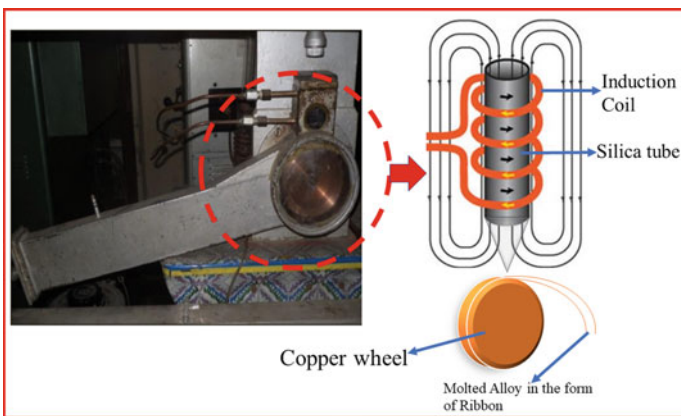 Induction
Coil
Silica tube
Copper wheel
Molted Alloy in the form
of Ribbon